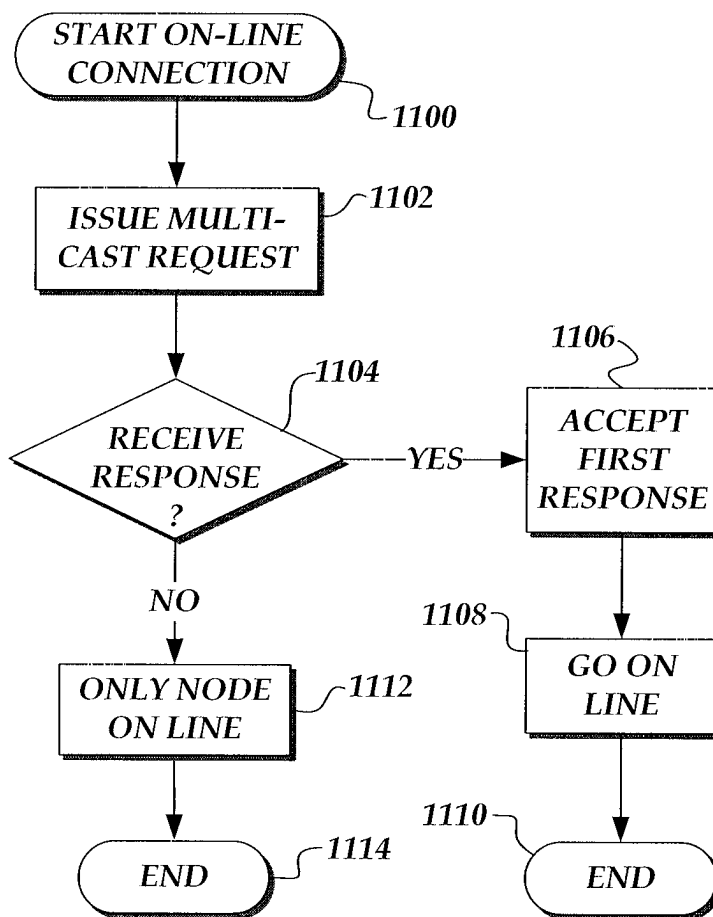 START ON-LINE
CONNECTION
1100
1102
ISSUE MULTI-
CAST REQUEST
1104
RECEIVE
RESPONSE
?
YES
1106
ACCEPT
FIRST
RESPONSE
NO
1108
GO ON
LINE
ONLY NODE
ON LINE
1112
1110
END
END
1114